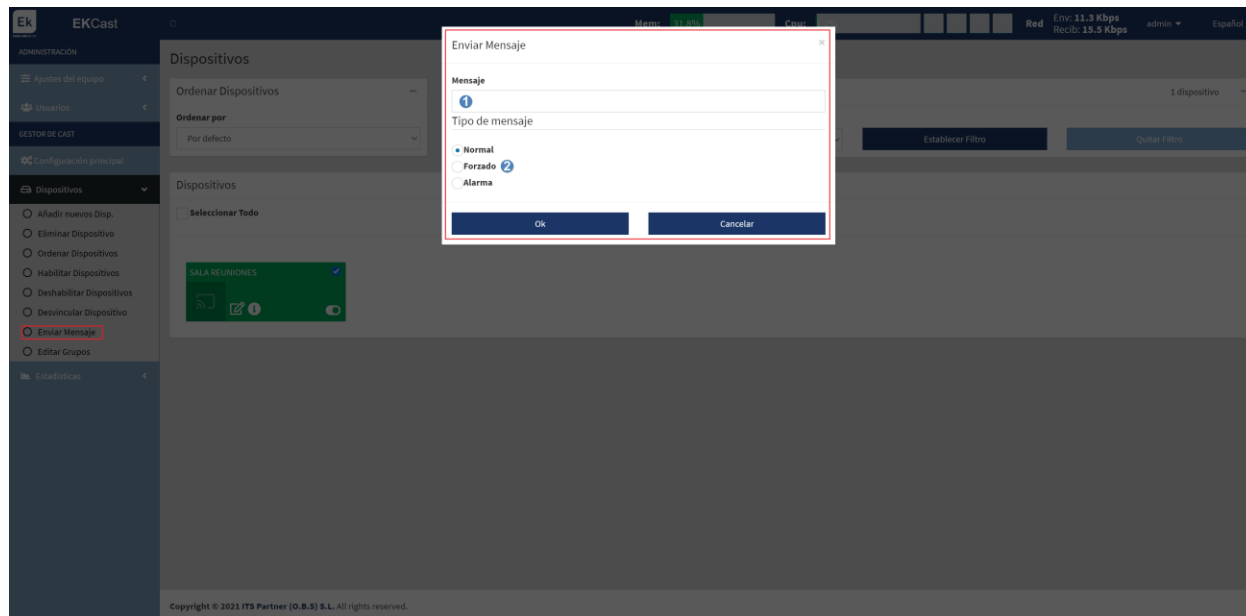 Ek EKCast
Mem: 31.8% Cpu:
Red
Env: 11.3 Kbps
Recib: 15.5 Kbps
admin
Español
ADMINISTRACIÓN
Ajustes del equipo
Usuarios
GESTOR DE CAST
Configuración principal
Dispositivos
Añadir nuevos Disp.
Eliminar Dispositivo
Ordenar Dispositivos
Habilitar Dispositivos
Deshabilitar Dispositivos
Desvincular Dispositivo
Enviar Mensaje
Editar Grupos
Estadísticas
Dispositivos
Ordenar Dispositivos
Ordenar por
Por defecto
1 dispositivo
Establecer Filtro
Quitar Filtro
Dispositivos
Seleccionar Todo
SALA REUNIONES
Enviar Mensaje ×
Mensaje
1
Tipo de mensaje
Normal
Forzado 2
Alarma
Ok
Cancelar
Copyright © 2021 ITS Partner (O.B.S) S.L. All rights reserved.